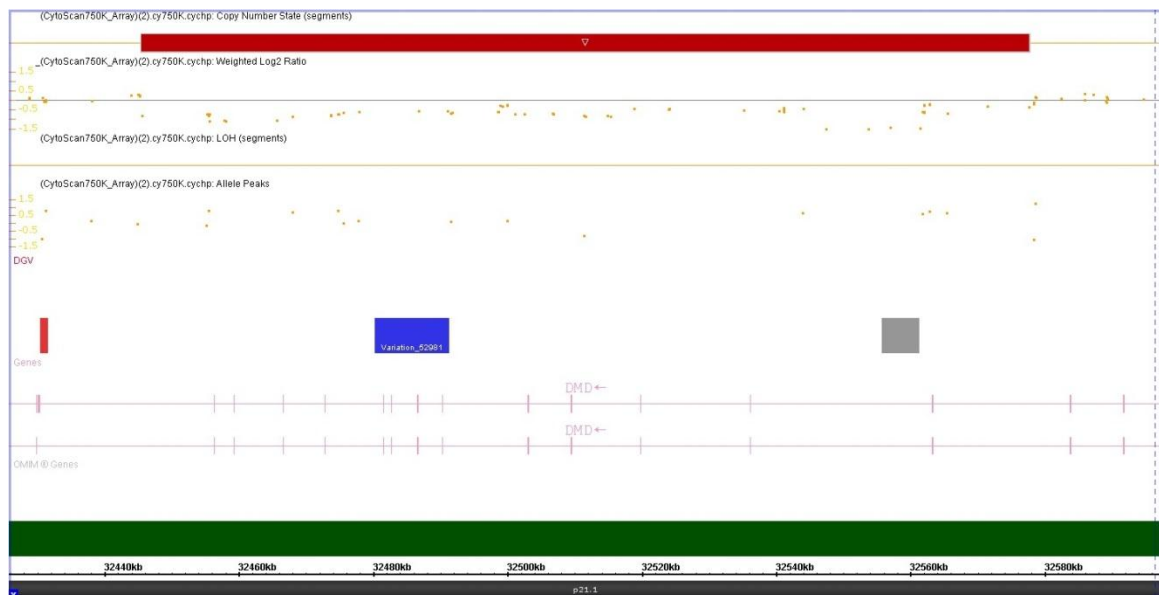 (CytoScan750K_Array)(2).cy750K.cychp: Copy Number State (segments)
(CytoScan750K_Array)(2).cy750K.cychp: Weighted Log2 Ratio
1.5
0.5
-0.5
-1.5
(CytoScan750K_Array)(2).cy750K.cychp: LOH (segments)
(CytoScan750K_Array)(2).cy750K.cychp: Allele Peaks
1.5
0.5
-0.5
-1.5
DGV
Variation_52981
Genes
DMD←
DMD←
OMIM ® Genes
32440kb 32460kb 32480kb 32500kb 32520kb 32540kb 32560kb 32580kb
p21.1